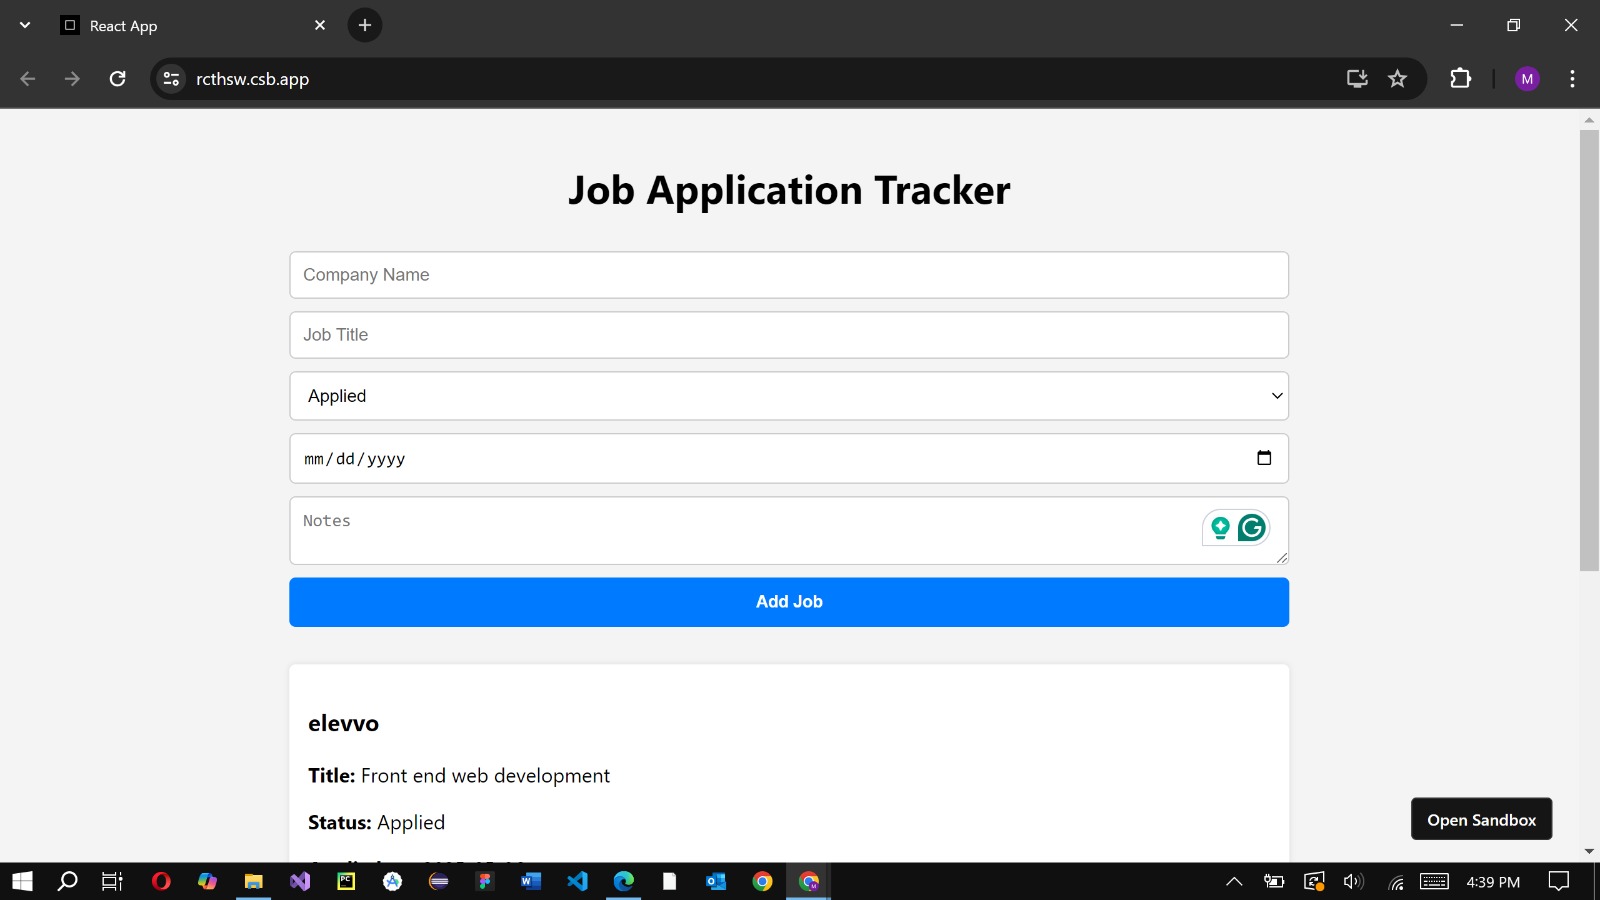 React App
rcthsw.csb.app
M
Job Application Tracker
Company Name
Job Title
Applied
mm/dd/yyyy
Notes
Add Job
elevvo
Title: Front end web development
Status: Applied
Open Sandbox
4:39 PM